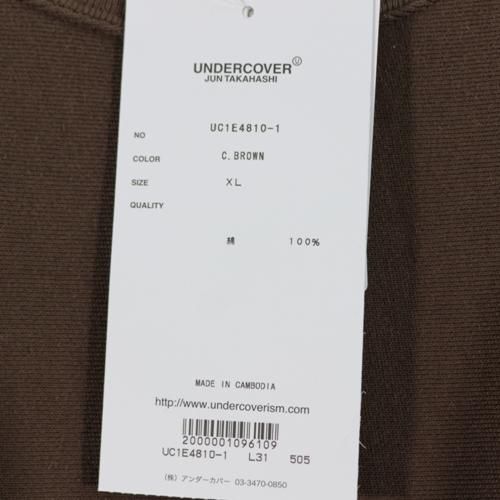 UNDERCOVER Ⓤ
JUN TAKAHASHI
NO UC1E4810-1
COLOR C.BROWN
SIZE XL
QUALITY
綿 100%
MADE IN CAMBODIA
http://www.undercoverism.com
2000001096109
UC1E4810-1 L31 505
(株) アンダーカバー 03-3470-0850